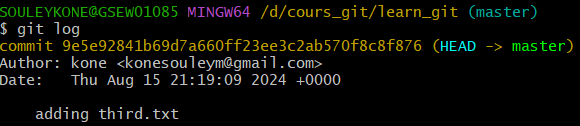 SOULEYKONE@GSEW01085 MINGW64 /d/cours_git/learn_git (master)
$ git log
commit 9e5e92841b69d7a660ff23ee3c2ab570f8c8f876 (HEAD -> master)
Author: kone <konesouleym@gmail.com>
Date:   Thu Aug 15 21:19:09 2024 +0000
    adding third.txt